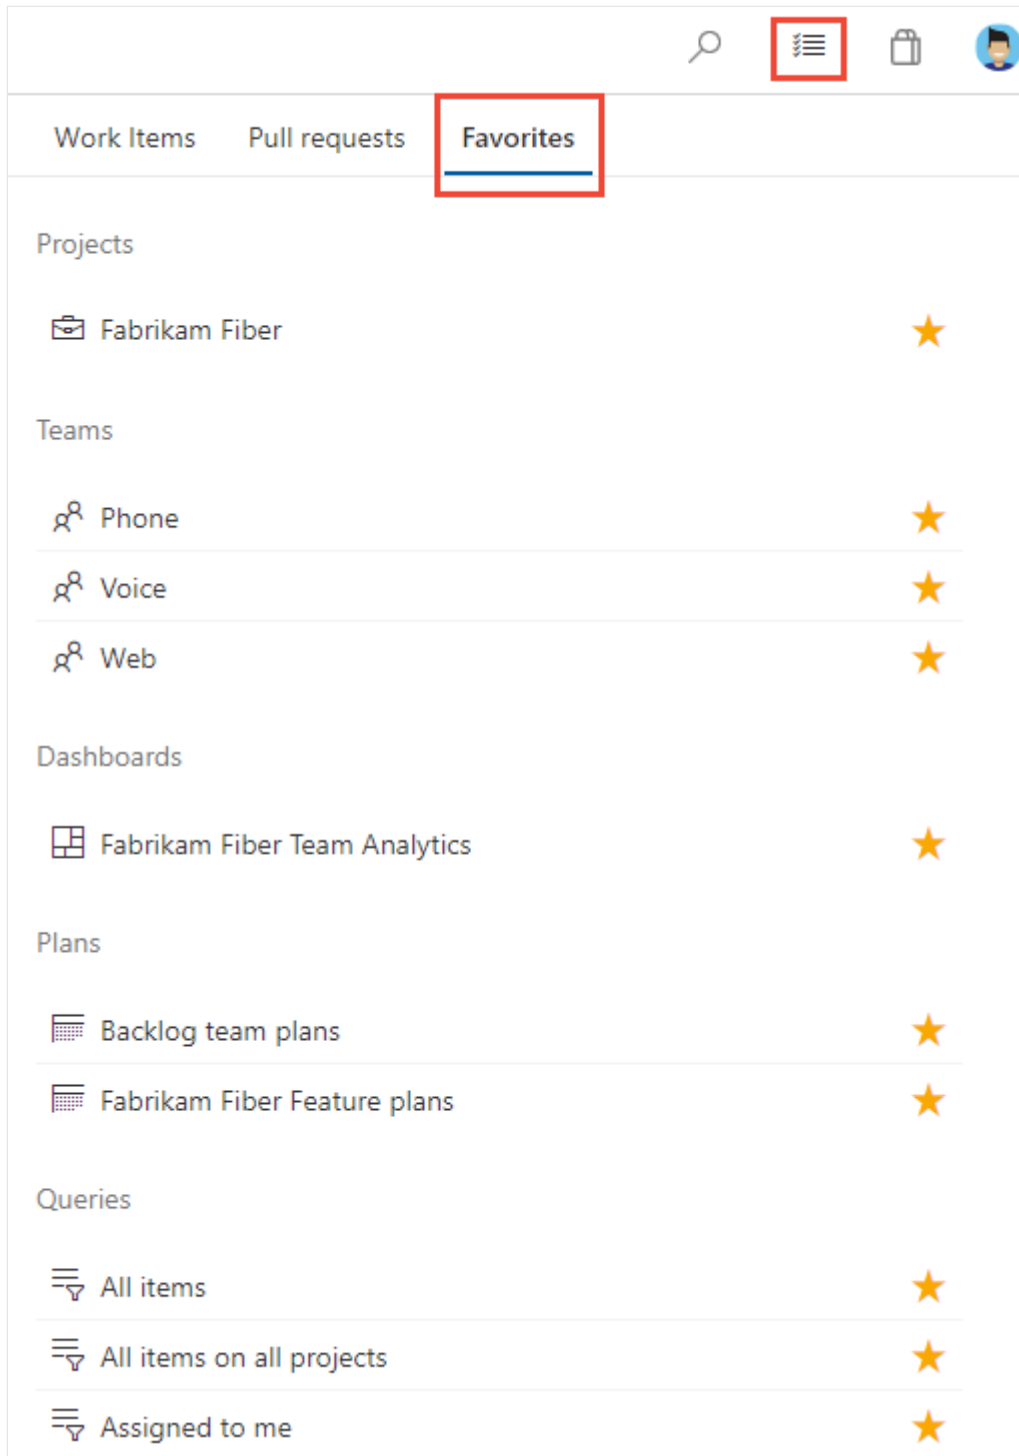 Work Items Pull requests Favorites
Projects
Fabrikam Fiber
Teams
Phone
Voice
Web
Dashboards
Fabrikam Fiber Team Analytics
Plans
Backlog team plans
Fabrikam Fiber Feature plans
Queries
All items
All items on all projects
Assigned to me